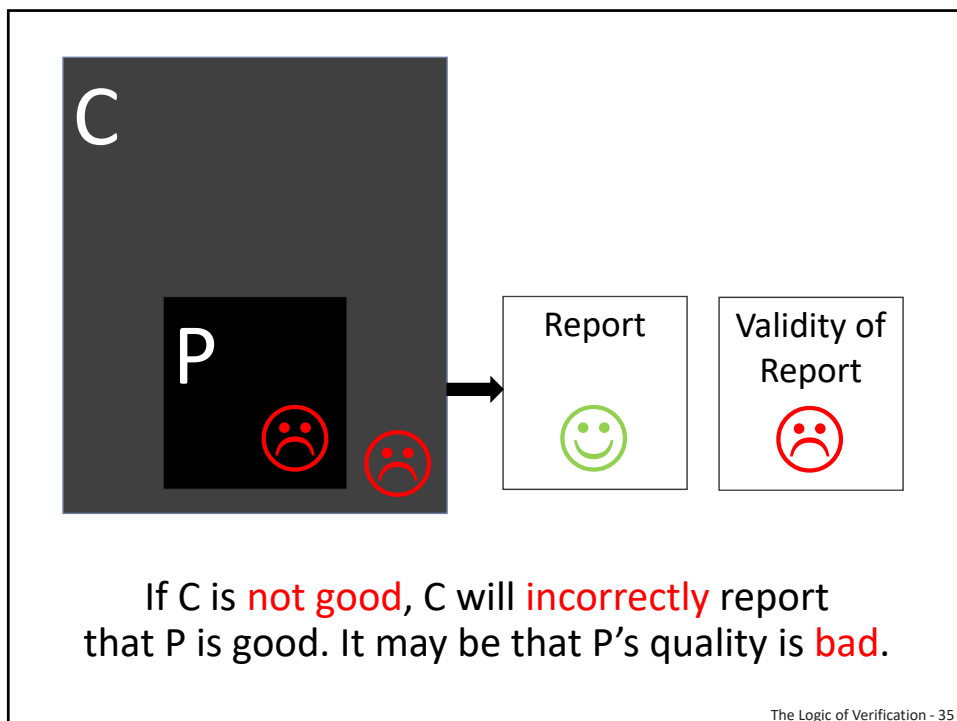 C
P
Report
Validity of
Report
If C is not good, C will incorrectly report
that P is good. It may be that P’s quality is bad.
The Logic of Verification - 35